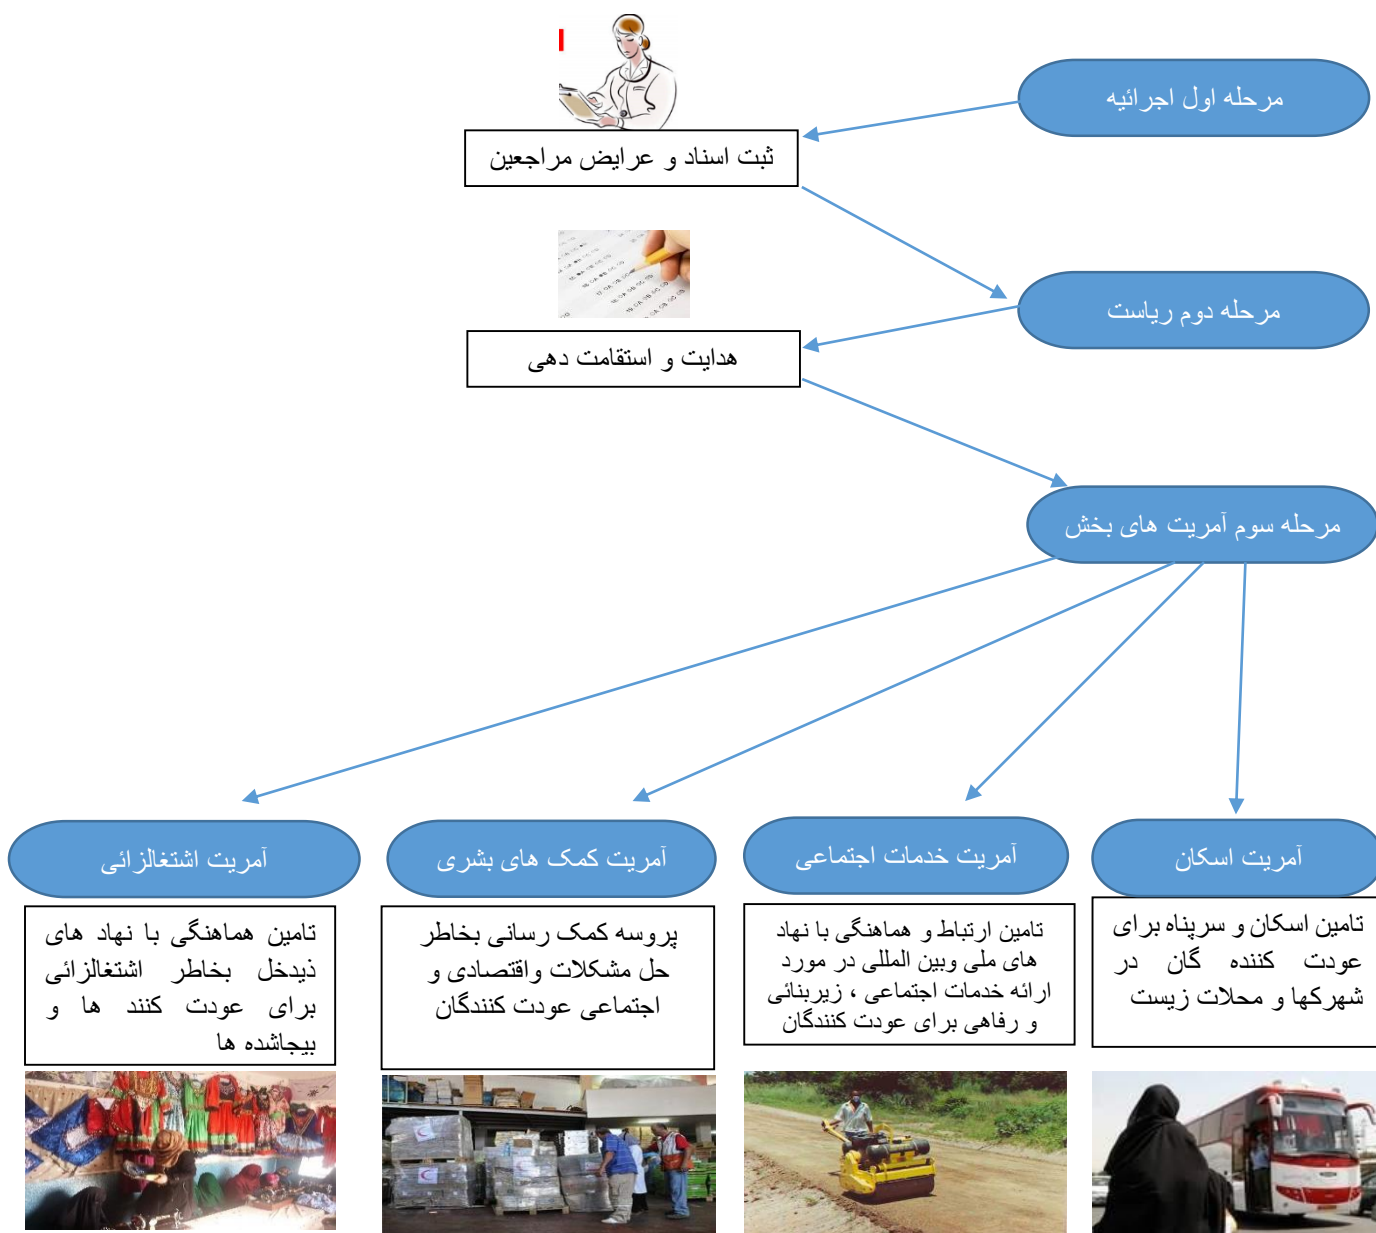 مرحله اول اجرائیه
ثبت اسناد و عرایض مراجعین
مرحله دوم ریاست
هدایت و استقامت دهی
مرحله سوم آمریت های بخش
آمریت اسکان
تامین اسکان و سرپناه برای
عودت کننده گان در
شهرکها و محلات زیست
آمریت خدمات اجتماعی
تامین ارتباط و هماهنگی با نهاد
های ملی وبین المللی در مورد
ارائه خدمات اجتماعی ، زیربنائی
و رفاهی برای عودت کنندگان
آمریت کمک های بشری
پروسه کمک رسانی بخاطر
حل مشکلات واقتصادی و
اجتماعی عودت کنندگان
آمریت اشتغالزائی
تامین هماهنگی با نهاد های
ذیدخل بخاطر اشتغالزائی
برای عودت کنند ها و
بیجاشده ها